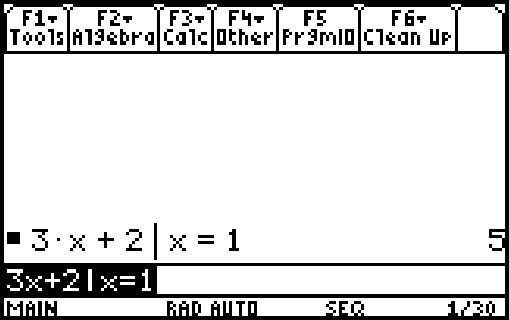 F1▾ F2▾ F3▾ F4▾ F5 F6▾
Tools Algebra Calc Other PrgmIO Clean Up
■ 3·x + 2 | x = 1 5
3x+2|x=1
MAIN RAD AUTO SEQ 1/30